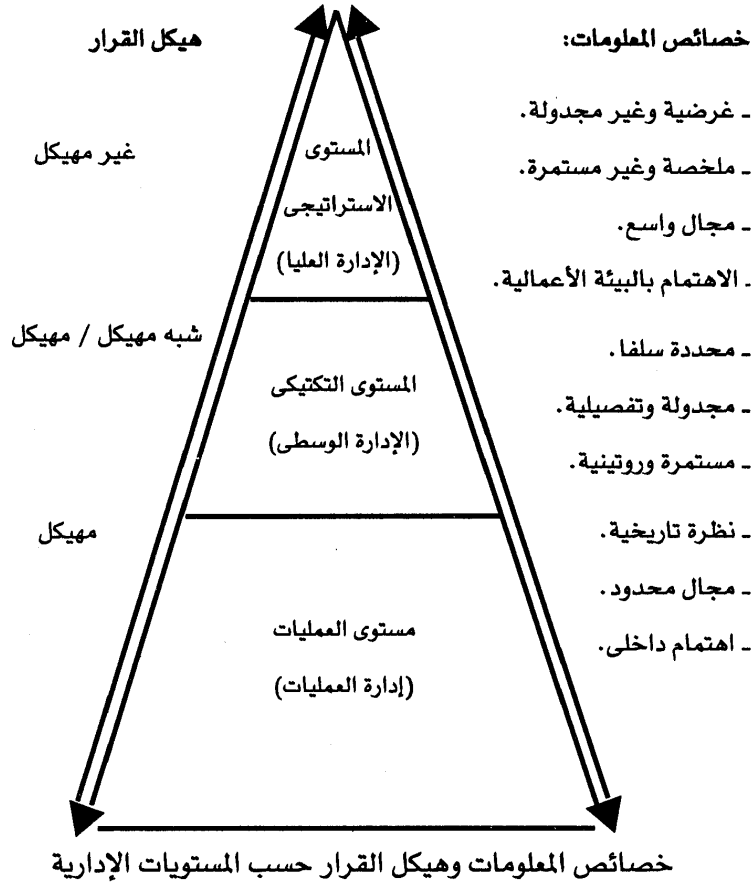 خصائص المعلومات:
ـ غرضية وغير مجدولة.
ـ ملخصة وغير مستمرة.
ـ مجال واسع.
ـ الاهتمام بالبيئة الأعمالية.
ـ محددة سلفا.
ـ مجدولة وتفصيلية.
ـ مستمرة وروتينية.
ـ نظرة تاريخية.
ـ مجال محدود.
ـ اهتمام داخلى.
المستوى
الاستراتيجى
(الإدارة العليا)
المستوى التكتيكى
(الإدارة الوسطى)
مستوى العمليات
(إدارة العمليات)
هيكل القرار
غير مهيكل
شبه مهيكل / مهيكل
مهيكل
خصائص المعلومات وهيكل القرار حسب المستويات الإدارية